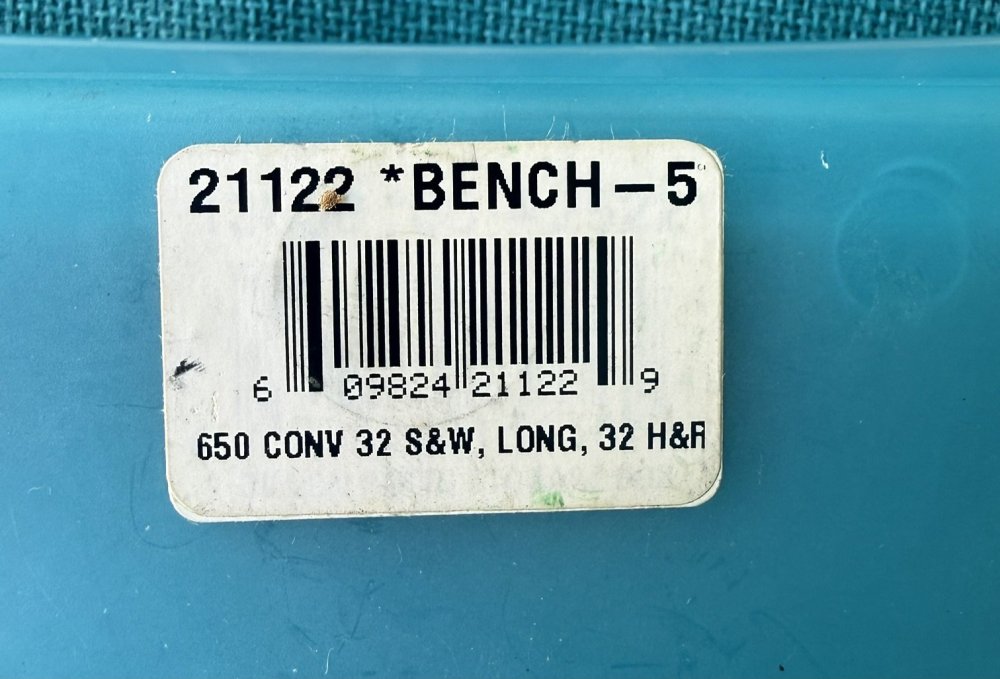 21122 *BENCH-5
6 09824 21122 9
650 CONV 32 S&W, LONG, 32 H&R